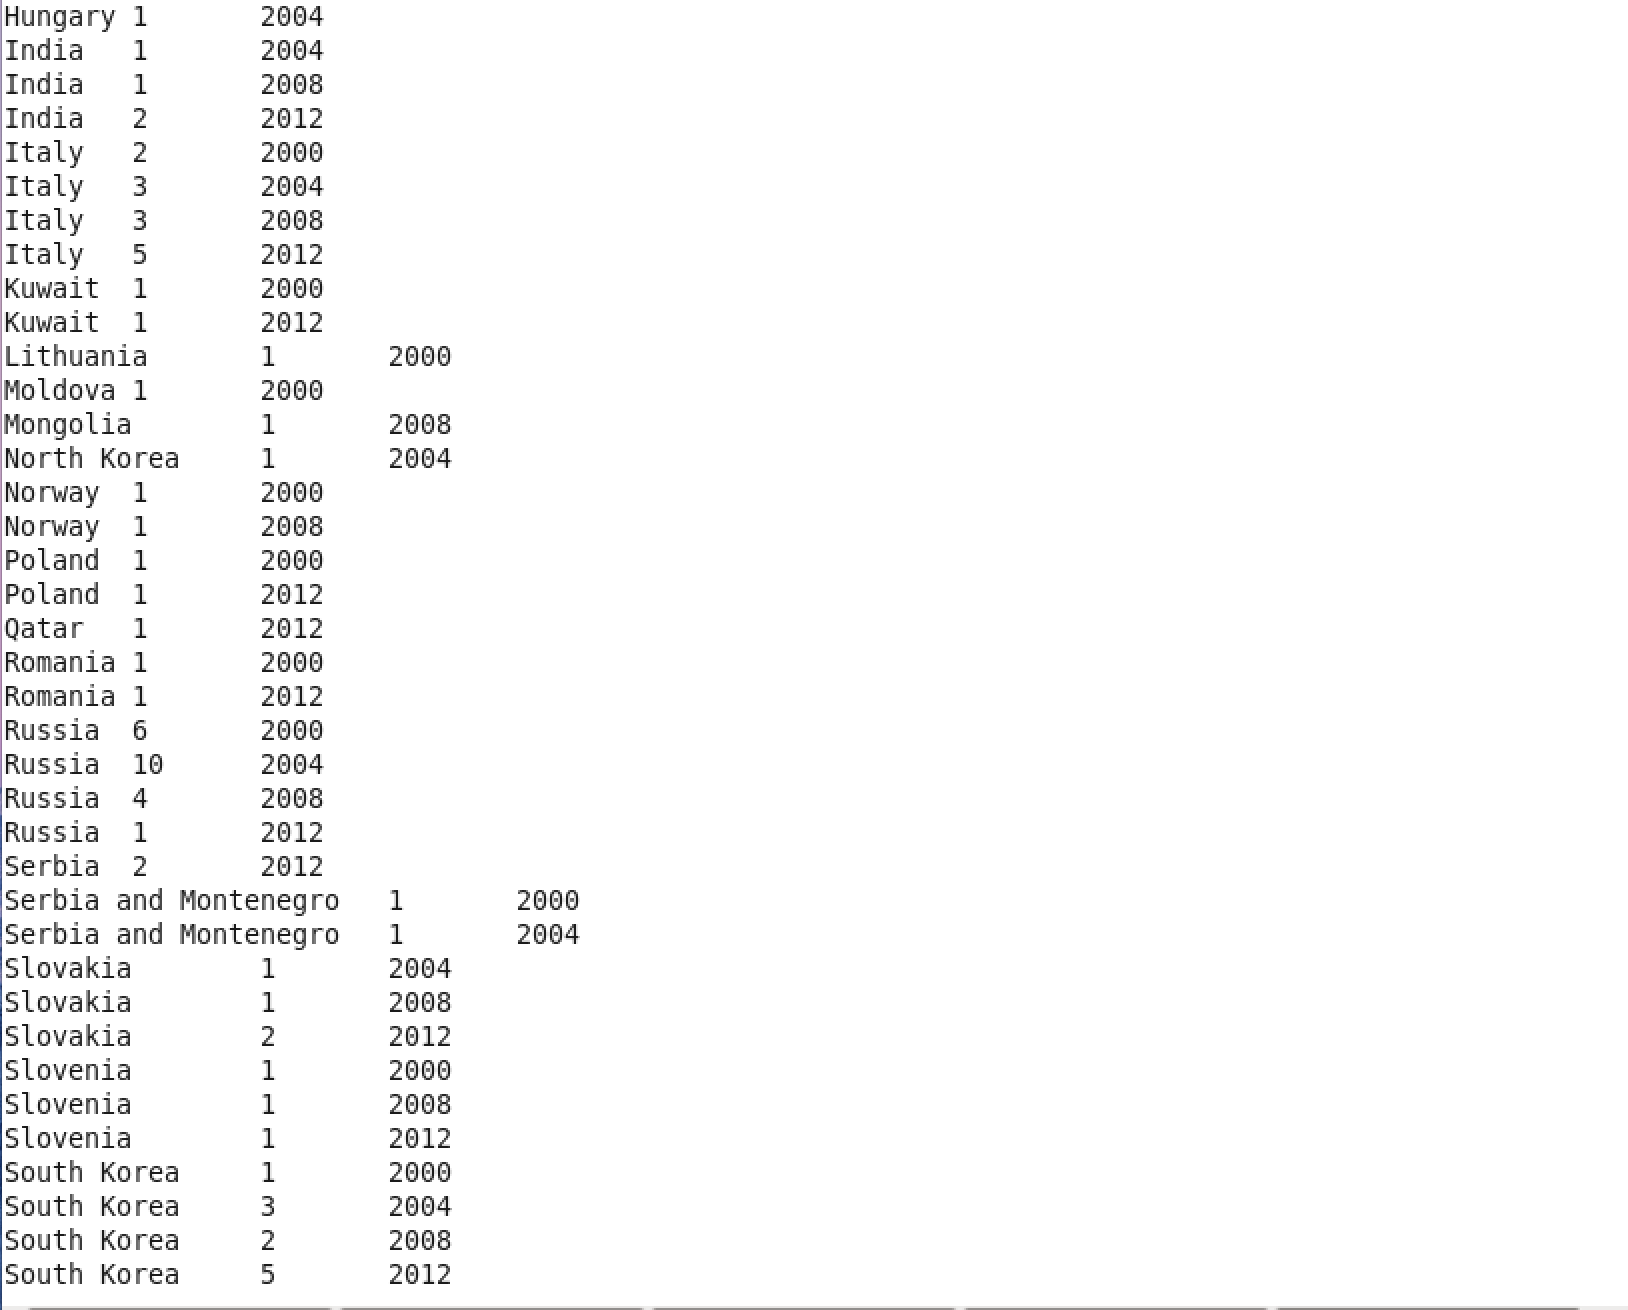 Hungary 1 2004
India 1 2004
India 1 2008
India 2 2012
Italy 2 2000
Italy 3 2004
Italy 3 2008
Italy 5 2012
Kuwait 1 2000
Kuwait 1 2012
Lithuania 1 2000
Moldova 1 2000
Mongolia 1 2008
North Korea 1 2004
Norway 1 2000
Norway 1 2008
Poland 1 2000
Poland 1 2012
Qatar 1 2012
Romania 1 2000
Romania 1 2012
Russia 6 2000
Russia 10 2004
Russia 4 2008
Russia 1 2012
Serbia 2 2012
Serbia and Montenegro 1 2000
Serbia and Montenegro 1 2004
Slovakia 1 2004
Slovakia 1 2008
Slovakia 2 2012
Slovenia 1 2000
Slovenia 1 2008
Slovenia 1 2012
South Korea 1 2000
South Korea 3 2004
South Korea 2 2008
South Korea 5 2012